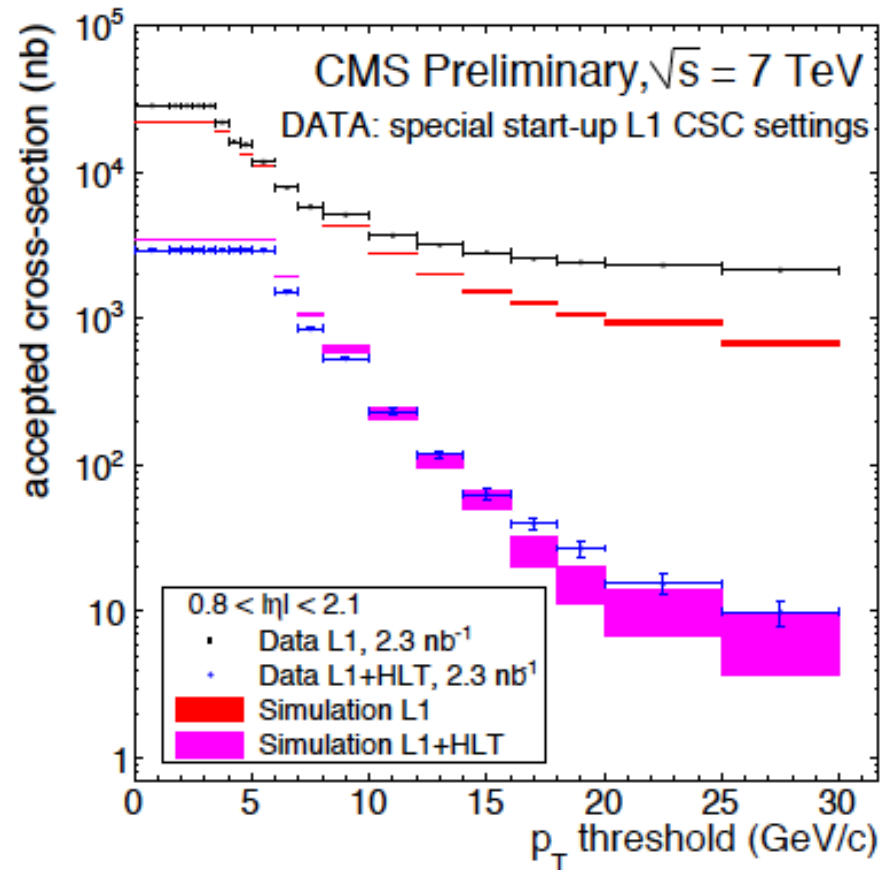 accepted cross-section (nb)
10^5
10^4
10^3
10^2
10
1
CMS Preliminary, √s = 7 TeV
DATA: special start-up L1 CSC settings
0.8 < |η| < 2.1
Data L1, 2.3 nb^-1
Data L1+HLT, 2.3 nb^-1
Simulation L1
Simulation L1+HLT
0 5 10 15 20 25 30
p_T threshold (GeV/c)